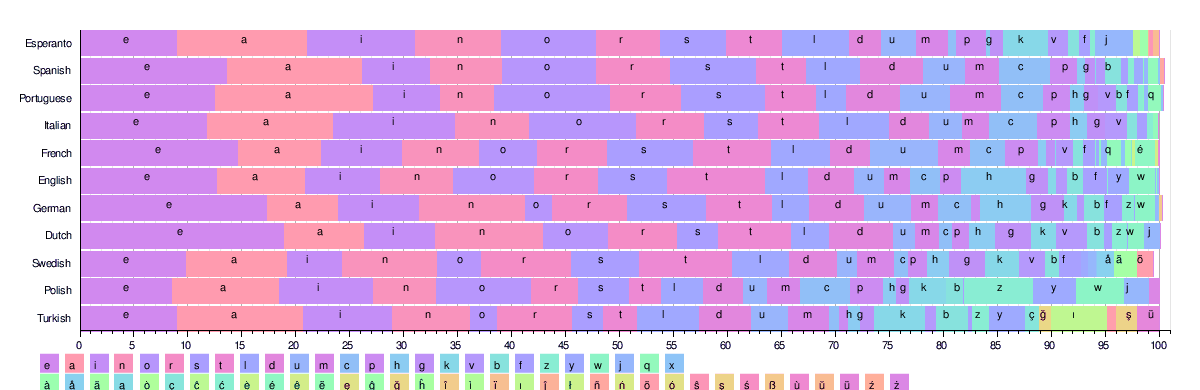 Esperanto e a i n o r s t l d u m p g k v f j
Spanish e a i n o r s t l d u m c p g b
Portuguese e a i n o r s t l d u m c p h g v b f q
Italian e a i n o r s t l d u m c p h g v
French e a i n o r s t l d u m c p v f q é
English e a i n o r s t l d u m c p h g b f y w
German e a i n o r s t l d u m c h g k b f z w
Dutch e a i n o r s t l d u m c p h g k v b z w j
Swedish e a i n o r s t l d u m c p h g k v b f å ä ö
Polish e a i n o r s t l d u m c p h g k b z y w j
Turkish e a i n o r s t l d u m h g k b z y ç ğ ı ş ü
0 5 10 15 20 25 30 35 40 45 50 55 60 65 70 75 80 85 90 95 100
e a i n o r s t l d u m c p h g k v b f z y w j q x